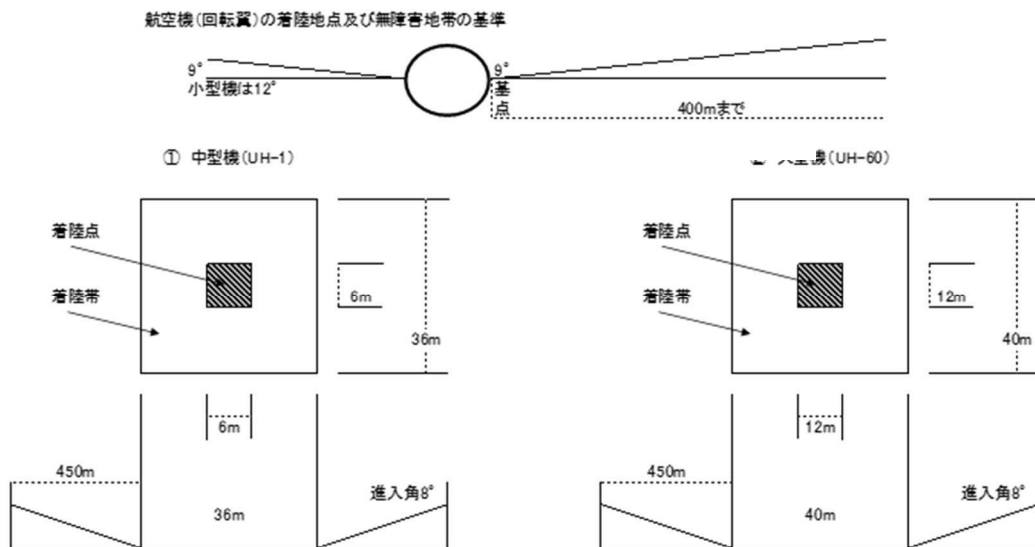 航空機(回転翼)の着陸地点及び無障害地帯の基準
9°
小型機は12°
9°
基点
400mまで
① 中型機(UH-1)
機(UH-60)
着陸点
着陸帯
6m
36m
6m
450m
36m
進入角8°
着陸点
着陸帯
12m
40m
12m
450m
40m
進入角8°